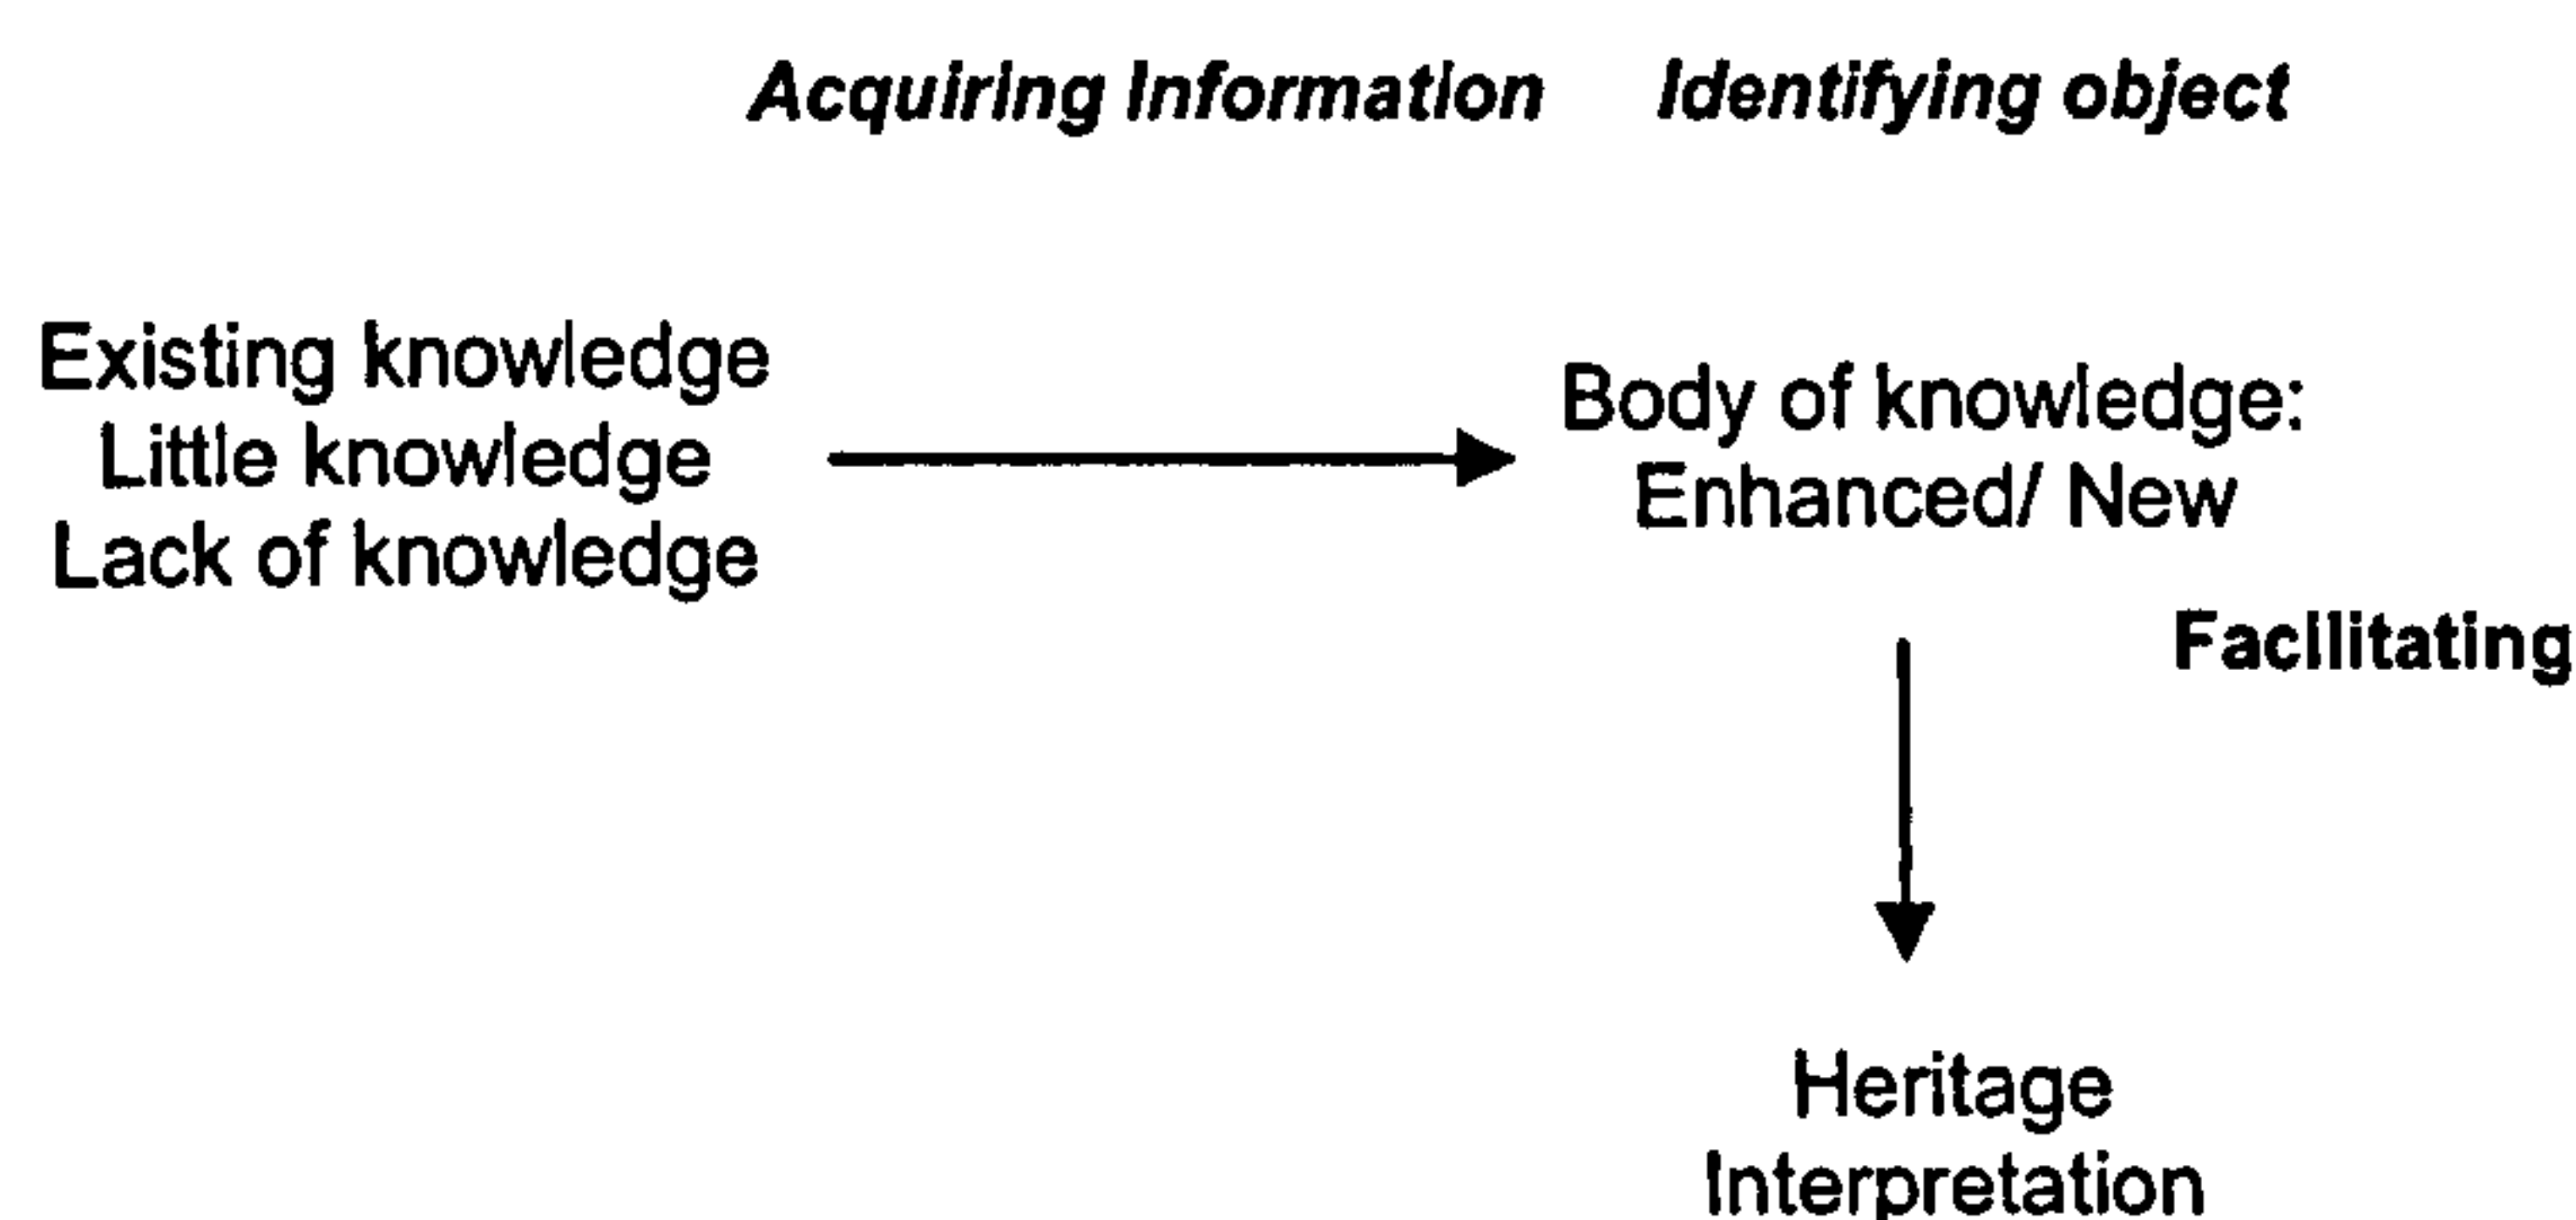 Acquiring Information Identifying object
Existing knowledge
Little knowledge
Lack of knowledge
Body of knowledge:
Enhanced/ New
Facilitating
Heritage
Interpretation